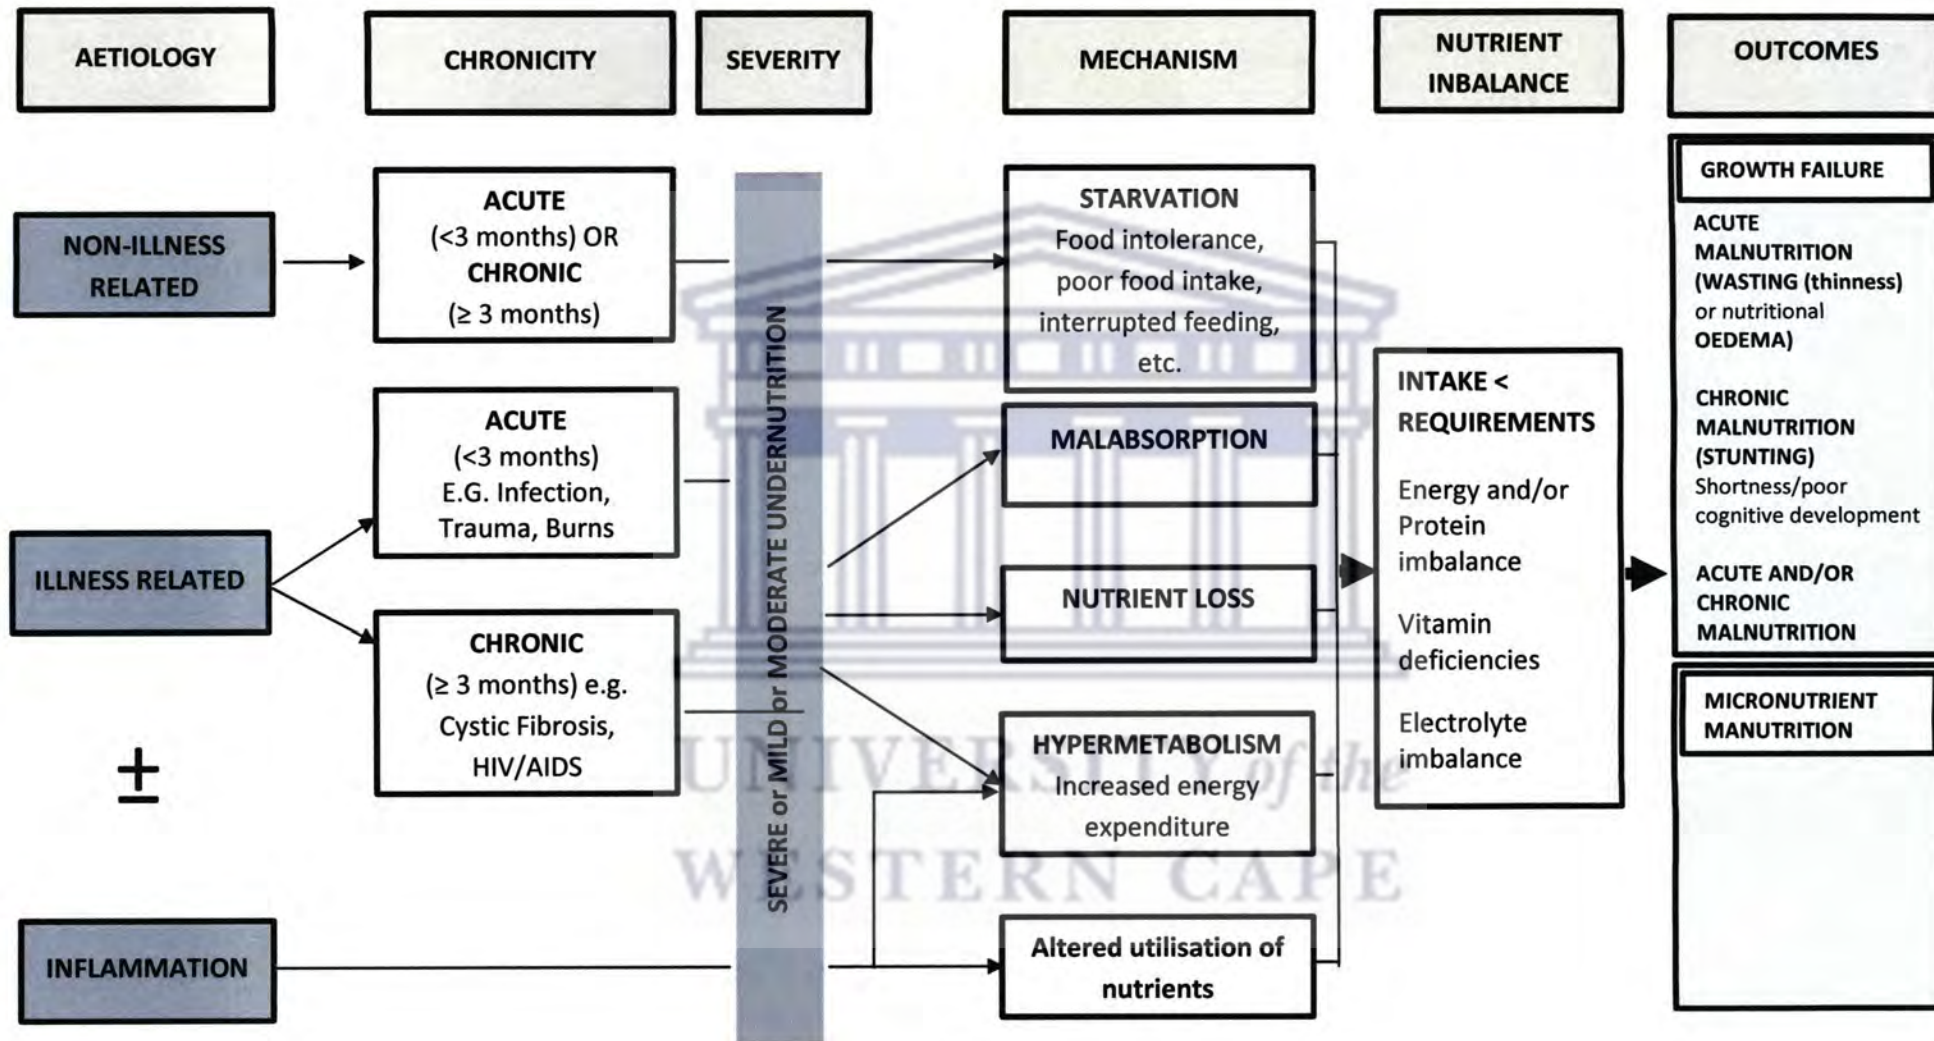 AETIOLOGY
CHRONICITY
SEVERITY
MECHANISM
NUTRIENT
INBALANCE
OUTCOMES
NON-ILLNESS
RELATED
ACUTE
(<3 months) OR
CHRONIC
(≥ 3 months)
ILLNESS RELATED
ACUTE
(<3 months)
E.G. Infection,
Trauma, Burns
CHRONIC
(≥ 3 months) e.g.
Cystic Fibrosis,
HIV/AIDS
±
INFLAMMATION
SEVERE or MILD or MODERATE UNDERNUTRITION
STARVATION
Food intolerance,
poor food intake,
interrupted feeding,
etc.
MALABSORPTION
NUTRIENT LOSS
HYPERMETABOLISM
Increased energy
expenditure
Altered utilisation of
nutrients
INTAKE <
REQUIREMENTS
Energy and/or
Protein
imbalance
Vitamin
deficiencies
Electrolyte
imbalance
GROWTH FAILURE
ACUTE
MALNUTRITION
(WASTING (thinness)
or nutritional
OEDEMA)
CHRONIC
MALNUTRITION
(STUNTING)
Shortness/poor
cognitive development
ACUTE AND/OR
CHRONIC
MALNUTRITION
MICRONUTRIENT
MANUTRITION
UNIVERSITY of the
WESTERN CAPE